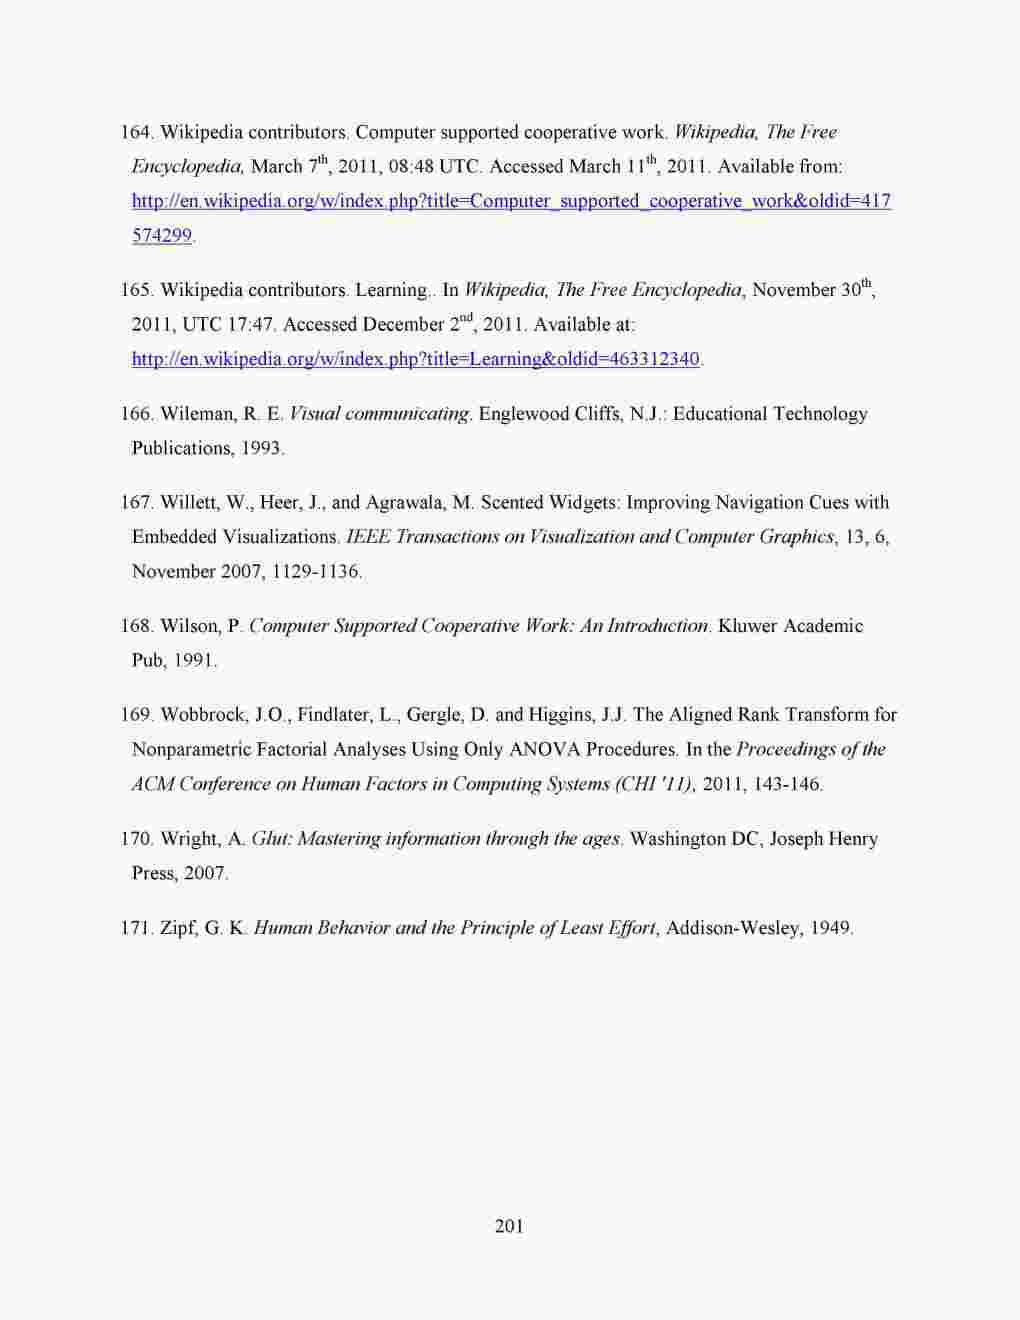 164. Wikipedia contributors. Computer supported cooperative work. Wikipedia, The Free
Encyclopedia, March 7th, 2011, 08:48 UTC. Accessed March 11th, 2011. Available from:
http://en.wikipedia.org/w/index.php?title=Computer_supported_cooperative_work&oldid=417
574299.
165. Wikipedia contributors. Learning.. In Wikipedia, The Free Encyclopedia, November 30th,
2011, UTC 17:47. Accessed December 2nd, 2011. Available at:
http://en.wikipedia.org/w/index.php?title=Learning&oldid=463312340.
166. Wileman, R. E. Visual communicating. Englewood Cliffs, N.J.: Educational Technology
Publications, 1993.
167. Willett, W., Heer, J., and Agrawala, M. Scented Widgets: Improving Navigation Cues with
Embedded Visualizations. IEEE Transactions on Visualization and Computer Graphics, 13, 6,
November 2007, 1129-1136.
168. Wilson, P. Computer Supported Cooperative Work: An Introduction. Kluwer Academic
Pub, 1991.
169. Wobbrock, J.O., Findlater, L., Gergle, D. and Higgins, J.J. The Aligned Rank Transform for
Nonparametric Factorial Analyses Using Only ANOVA Procedures. In the Proceedings of the
ACM Conference on Human Factors in Computing Systems (CHI '11), 2011, 143-146.
170. Wright, A. Glut: Mastering information through the ages. Washington DC, Joseph Henry
Press, 2007.
171. Zipf, G. K. Human Behavior and the Principle of Least Effort, Addison-Wesley, 1949.
201